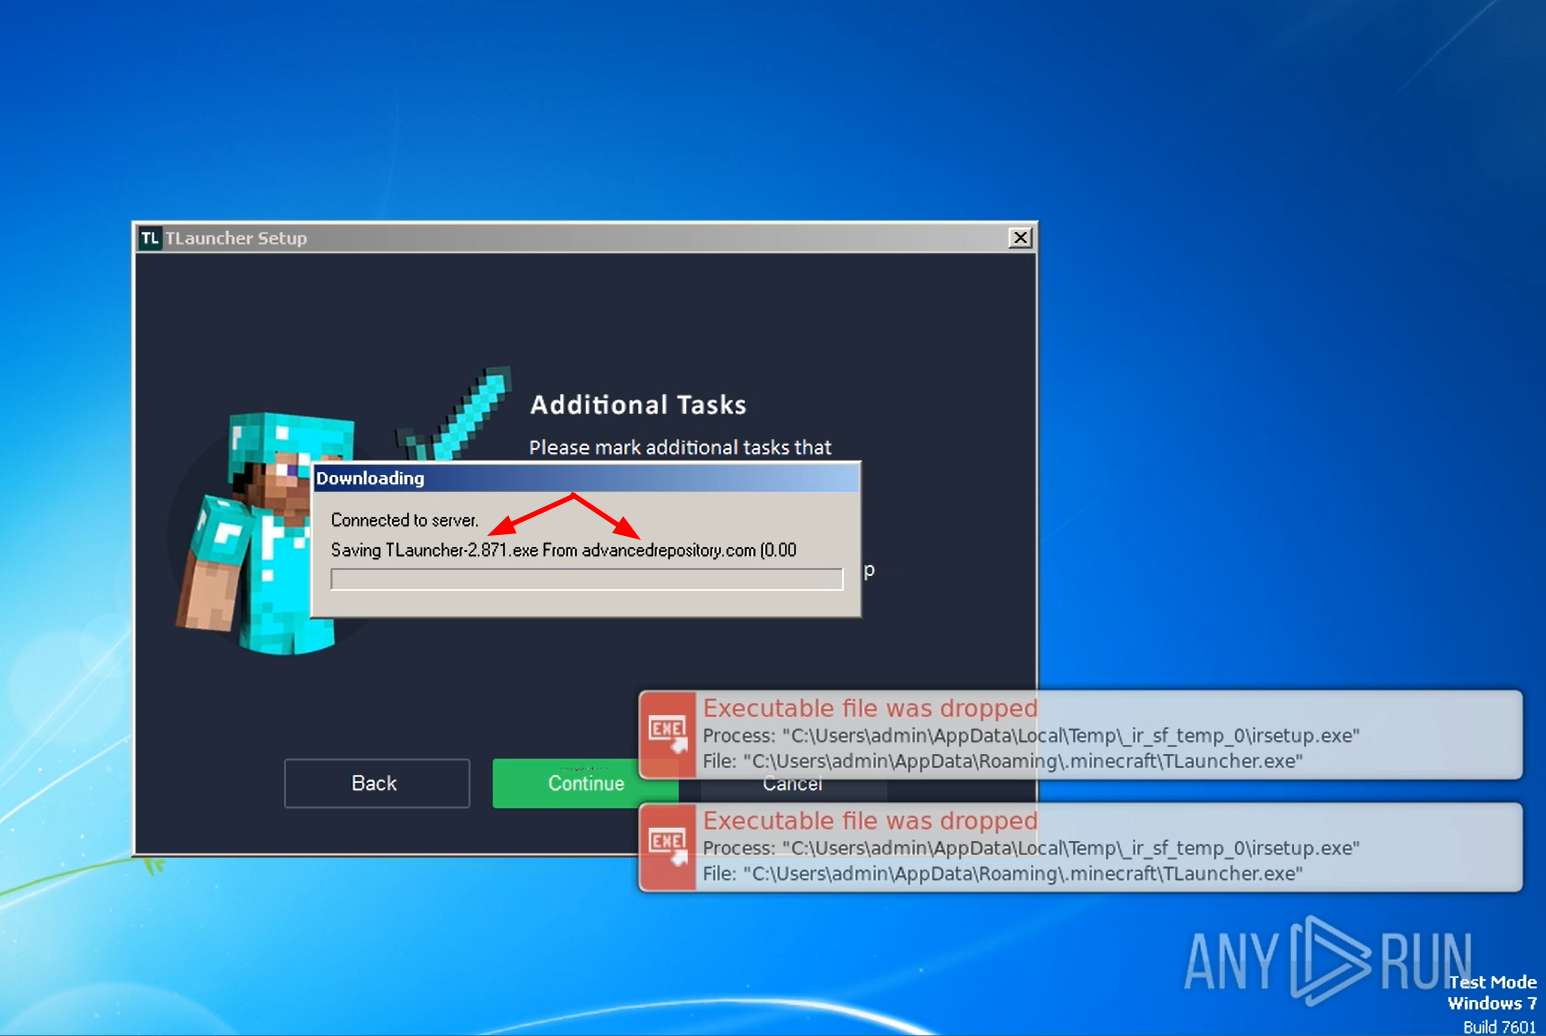 TL TLauncher Setup
Additional Tasks
Please mark additional tasks that
Downloading
Connected to server.
Saving TLauncher-2.871.exe From advancedrepository.com (0.00
p
Executable file was dropped
EXE
Process: "C:\Users\admin\AppData\Local\Temp\_ir_sf_temp_0\irsetup.exe"
File: "C:\Users\admin\AppData\Roaming\.minecraft\TLauncher.exe"
Back
Continue
Cancel
Executable file was dropped
EXE
Process: "C:\Users\admin\AppData\Local\Temp\_ir_sf_temp_0\irsetup.exe"
File: "C:\Users\admin\AppData\Roaming\.minecraft\TLauncher.exe"
ANY RUN
Test Mode
Windows 7
Build 7601